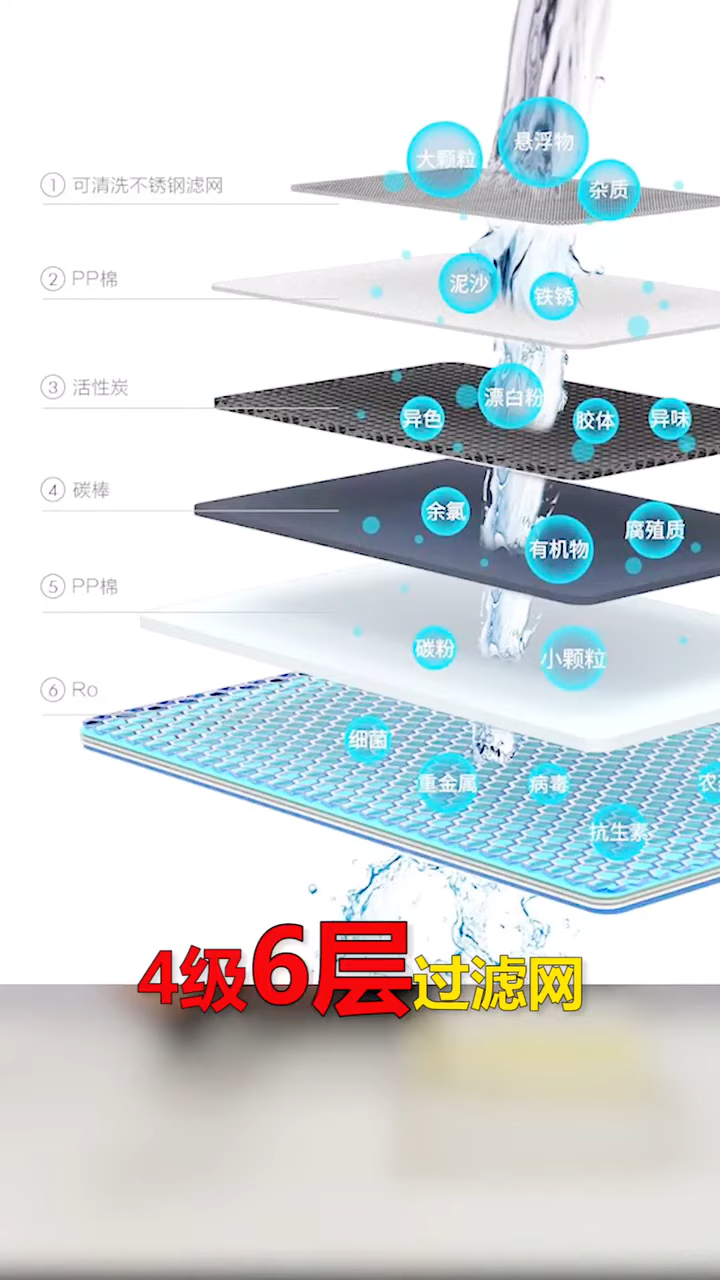 悬浮物
大颗粒
① 可清洗不锈钢滤网
杂质
② PP棉
泥沙
铁锈
③ 活性炭
漂白粉
异色
胶体
异味
④ 碳棒
余氯
腐殖质
有机物
⑤ PP棉
碳粉
小颗粒
⑥ Ro
细菌
重金属
病毒
农
抗生素
4级6层过滤网